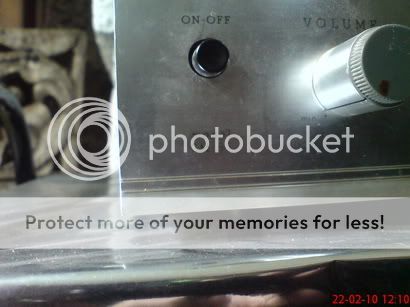 ON-OFF
VOLUME
photobucket
Protect more of your memories for less!
22-02-10 12:10